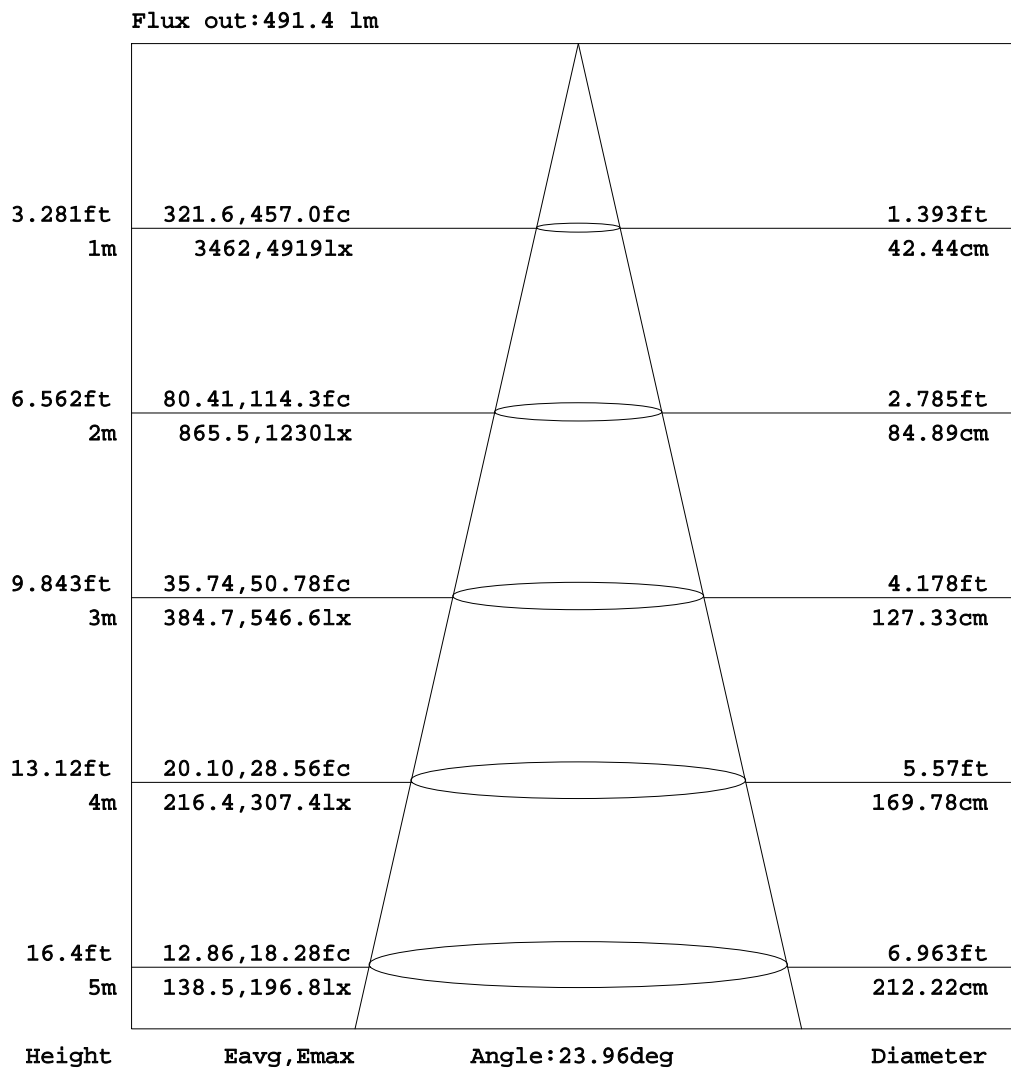 Flux out:491.4 lm
3.281ft 321.6,457.0fc 1.393ft
1m 3462,4919lx 42.44cm
6.562ft 80.41,114.3fc 2.785ft
2m 865.5,1230lx 84.89cm
9.843ft 35.74,50.78fc 4.178ft
3m 384.7,546.6lx 127.33cm
13.12ft 20.10,28.56fc 5.57ft
4m 216.4,307.4lx 169.78cm
16.4ft 12.86,18.28fc 6.963ft
5m 138.5,196.8lx 212.22cm
Height Eavg,Emax Angle:23.96deg Diameter